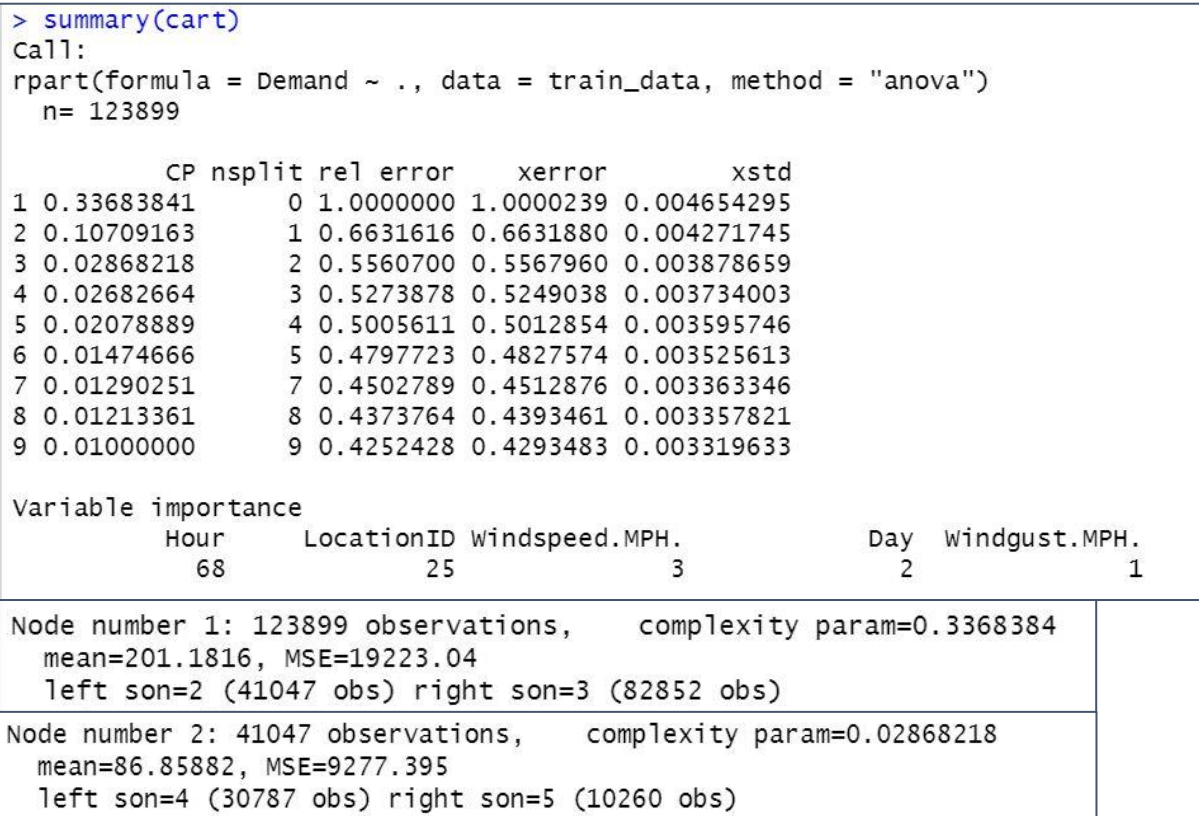 > summary(cart)
Call:
rpart(formula = Demand ~ ., data = train_data, method = "anova")
  n= 123899

          CP nsplit rel error    xerror        xstd
1 0.33683841      0 1.0000000 1.0000239 0.004654295
2 0.10709163      1 0.6631616 0.6631880 0.004271745
3 0.02868218      2 0.5560700 0.5567960 0.003878659
4 0.02682664      3 0.5273878 0.5249038 0.003734003
5 0.02078889      4 0.5005611 0.5012854 0.003595746
6 0.01474666      5 0.4797723 0.4827574 0.003525613
7 0.01290251      7 0.4502789 0.4512876 0.003363346
8 0.01213361      8 0.4373764 0.4393461 0.003357821
9 0.01000000      9 0.4252428 0.4293483 0.003319633

Variable importance
          Hour     LocationID Windspeed.MPH.            Day  Windgust.MPH.
            68             25              3              2              1
Node number 1: 123899 observations,    complexity param=0.3368384
  mean=201.1816, MSE=19223.04
  left son=2 (41047 obs) right son=3 (82852 obs)
Node number 2: 41047 observations,    complexity param=0.02868218
  mean=86.85882, MSE=9277.395
  left son=4 (30787 obs) right son=5 (10260 obs)